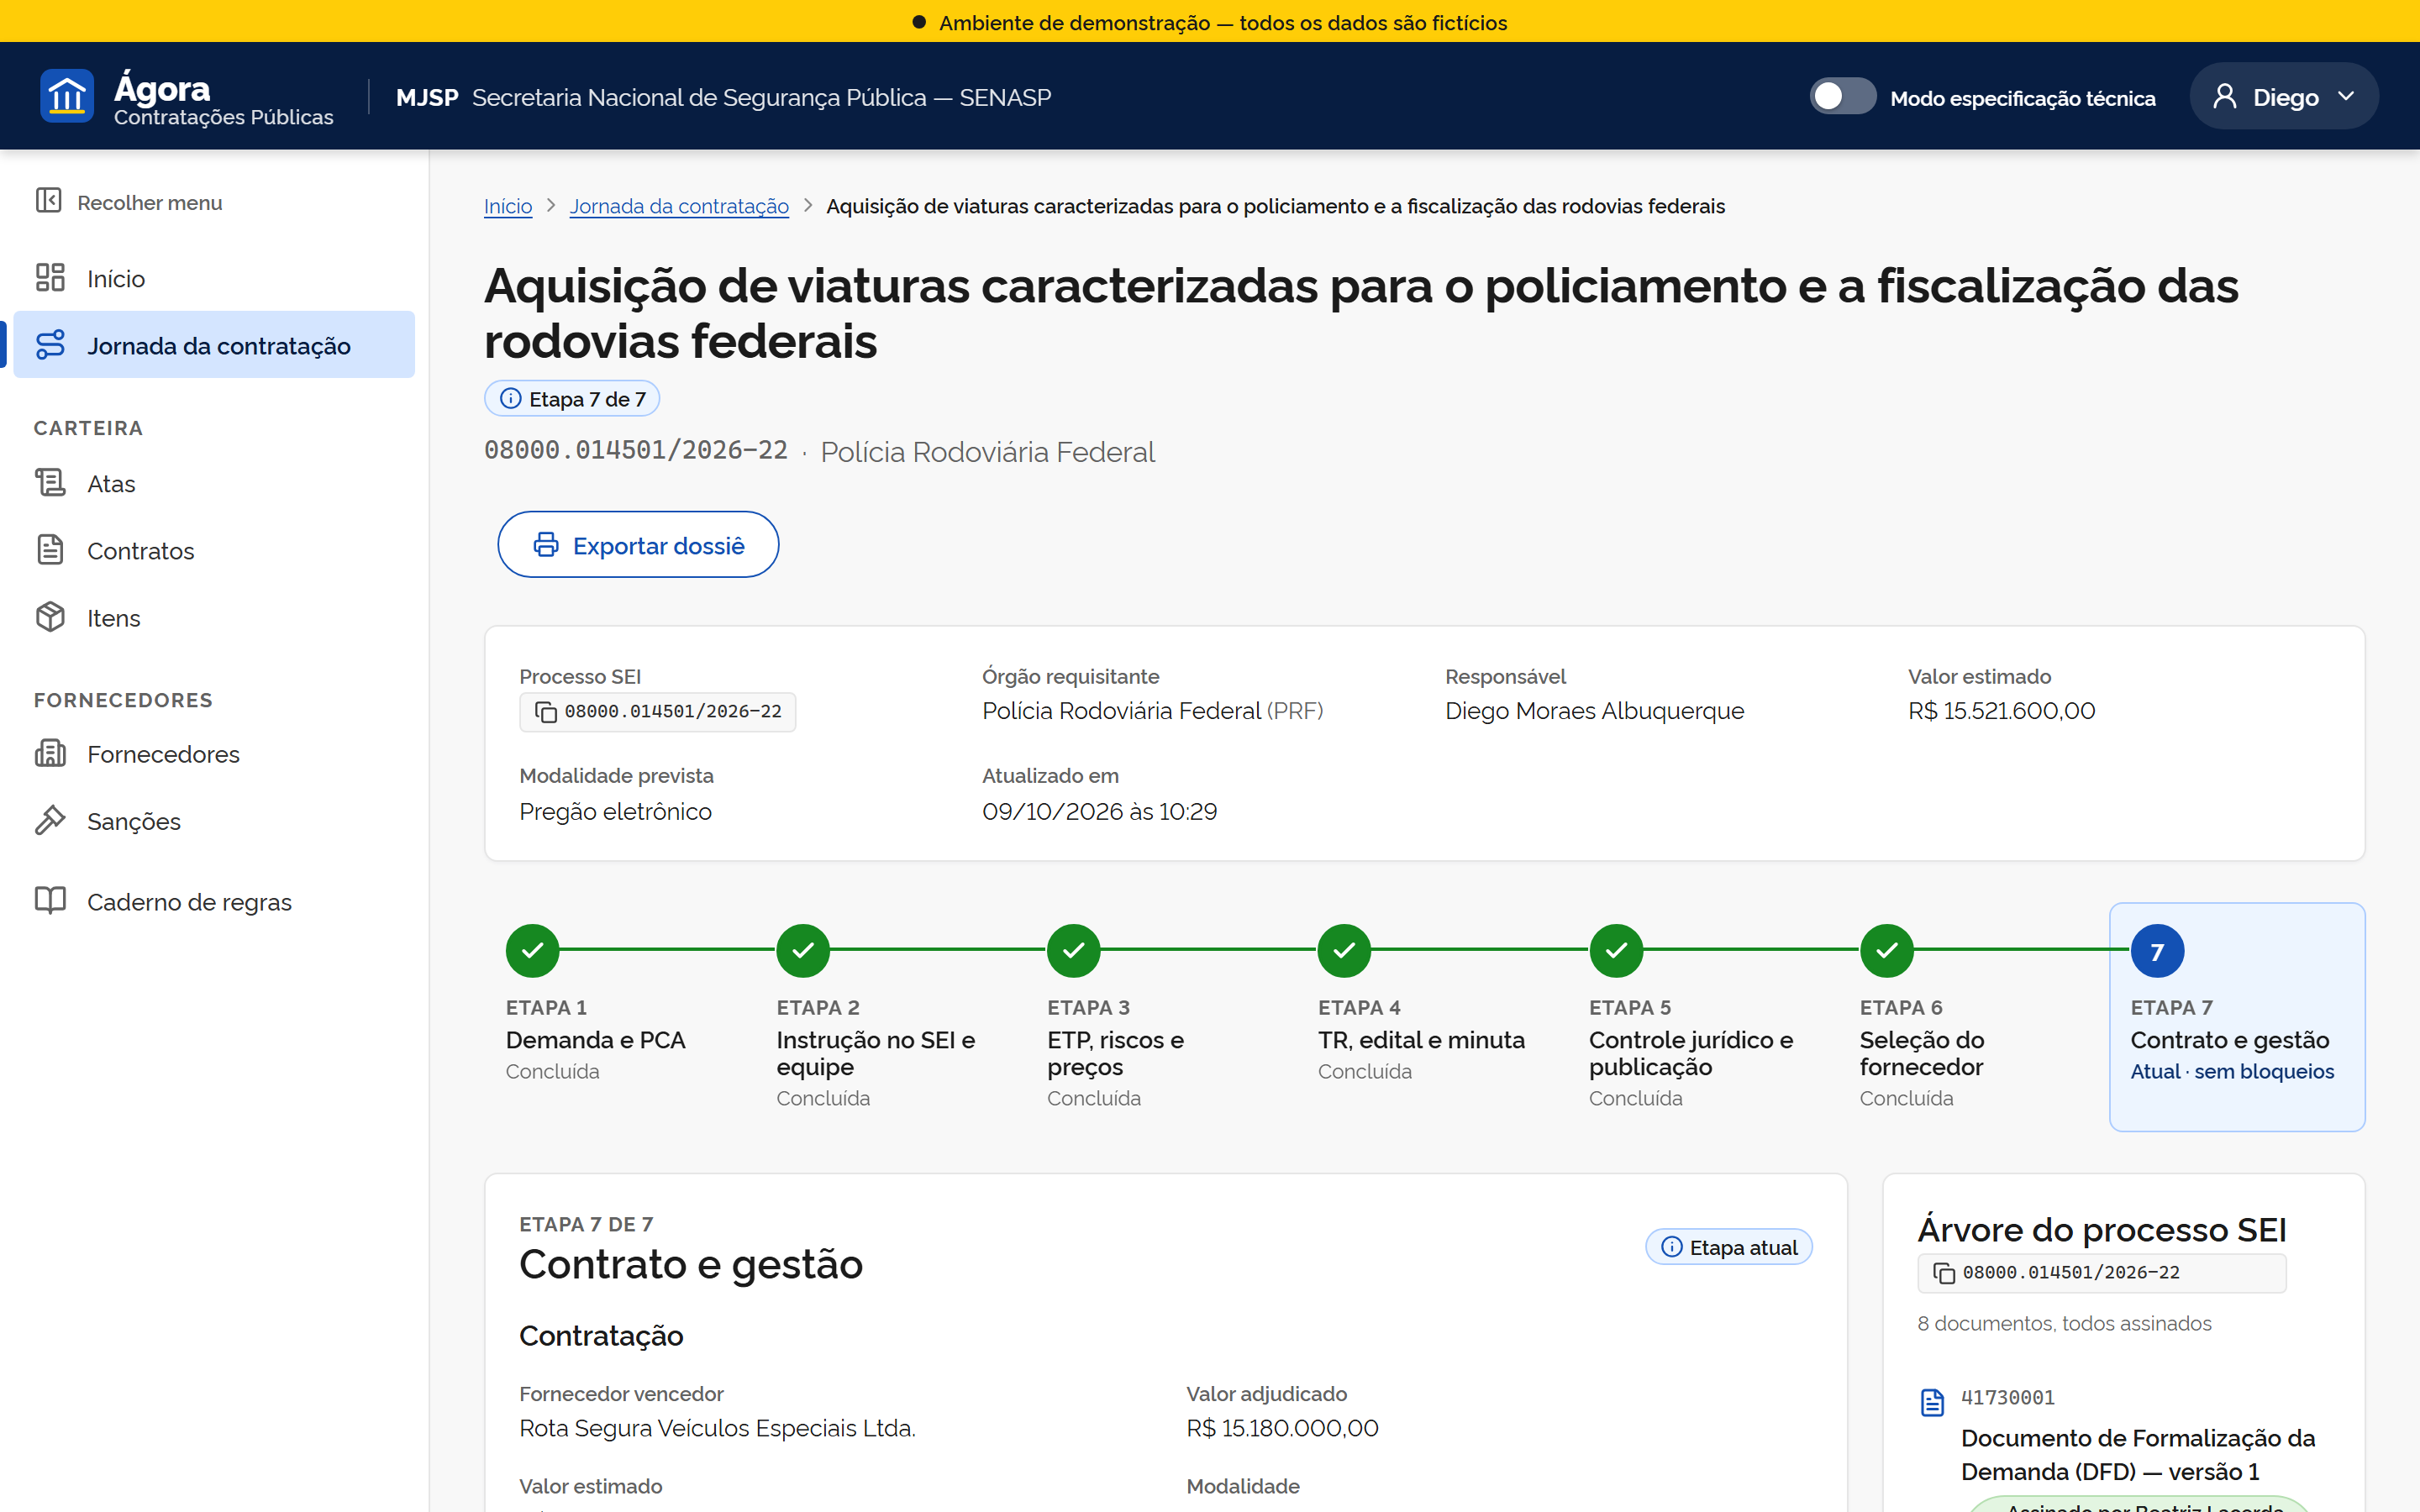 Ambiente de demonstração — todos os dados são fictícios
Ágora
Contratações Públicas
MJSP Secretaria Nacional de Segurança Pública — SENASP
Modo especificação técnica
Diego
Recolher menu
Início
Jornada da contratação
CARTEIRA
Atas
Contratos
Itens
FORNECEDORES
Fornecedores
Sanções
Caderno de regras
Início > Jornada da contratação > Aquisição de viaturas caracterizadas para o policiamento e a fiscalização das rodovias federais
Aquisição de viaturas caracterizadas para o policiamento e a fiscalização das
rodovias federais
Etapa 7 de 7
08000.014501/2026-22 · Polícia Rodoviária Federal
Exportar dossiê
Processo SEI
08000.014501/2026-22
Órgão requisitante
Polícia Rodoviária Federal (PRF)
Responsável
Diego Moraes Albuquerque
Valor estimado
R$ 15.521.600,00
Modalidade prevista
Pregão eletrônico
Atualizado em
09/10/2026 às 10:29
ETAPA 1
Demanda e PCA
Concluída
ETAPA 2
Instrução no SEI e
equipe
Concluída
ETAPA 3
ETP, riscos e
preços
Concluída
ETAPA 4
TR, edital e minuta
Concluída
ETAPA 5
Controle jurídico e
publicação
Concluída
ETAPA 6
Seleção do
fornecedor
Concluída
7
ETAPA 7
Contrato e gestão
Atual · sem bloqueios
ETAPA 7 DE 7
Contrato e gestão
Etapa atual
Contratação
Fornecedor vencedor
Rota Segura Veículos Especiais Ltda.
Valor adjudicado
R$ 15.180.000,00
Valor estimado
Modalidade
Árvore do processo SEI
08000.014501/2026-22
8 documentos, todos assinados
41730001
Documento de Formalização da
Demanda (DFD) — versão 1
Assinado por Beatriz Lacerda